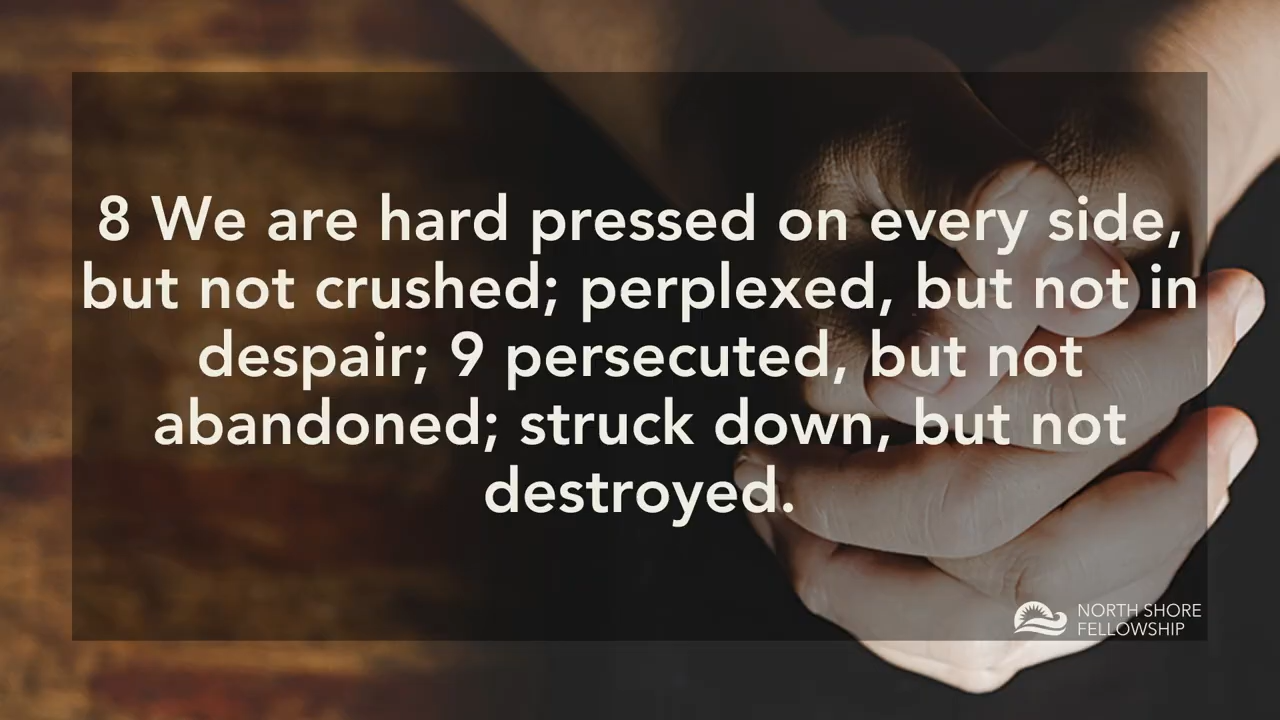 8 We are hard pressed on every side,
but not crushed; perplexed, but not in
despair; 9 persecuted, but not
abandoned; struck down, but not
destroyed.
NORTH SHORE
FELLOWSHIP